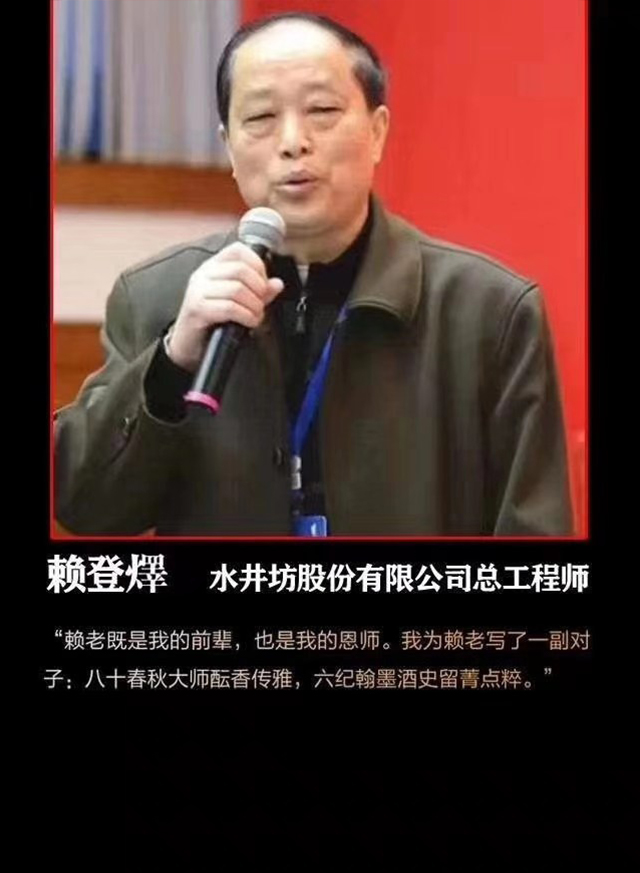 赖登燡 水井坊股份有限公司总工程师
“赖老既是我的前辈，也是我的恩师。我为赖老写了一副对
子：八十春秋大师酝香传雅，六纪翰墨酒史留菁点粹。”